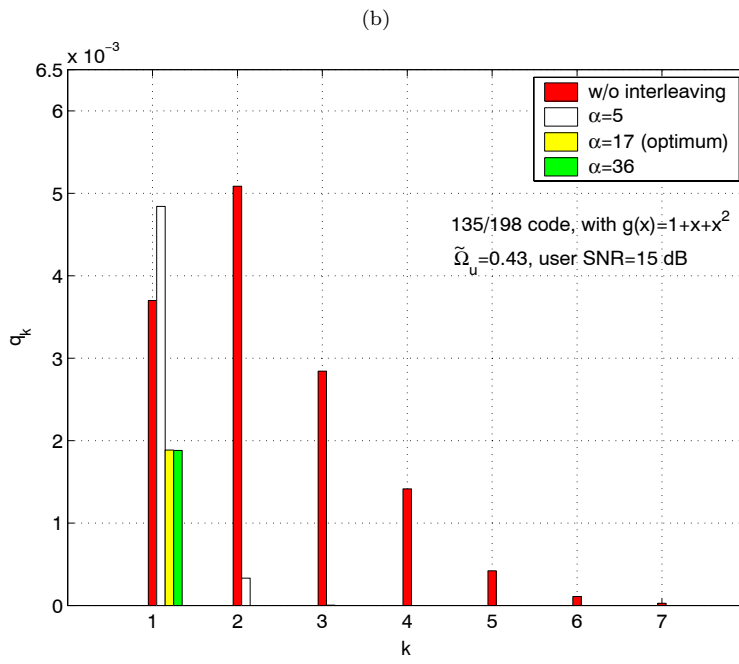 (b)
x 10⁻³
6.5
6
5
4
3
2
1
0
q_k
1 2 3 4 5 6 7
k
w/o interleaving
α=5
α=17 (optimum)
α=36
135/198 code, with g(x)=1+x+x²
Ω̃_u=0.43, user SNR=15 dB